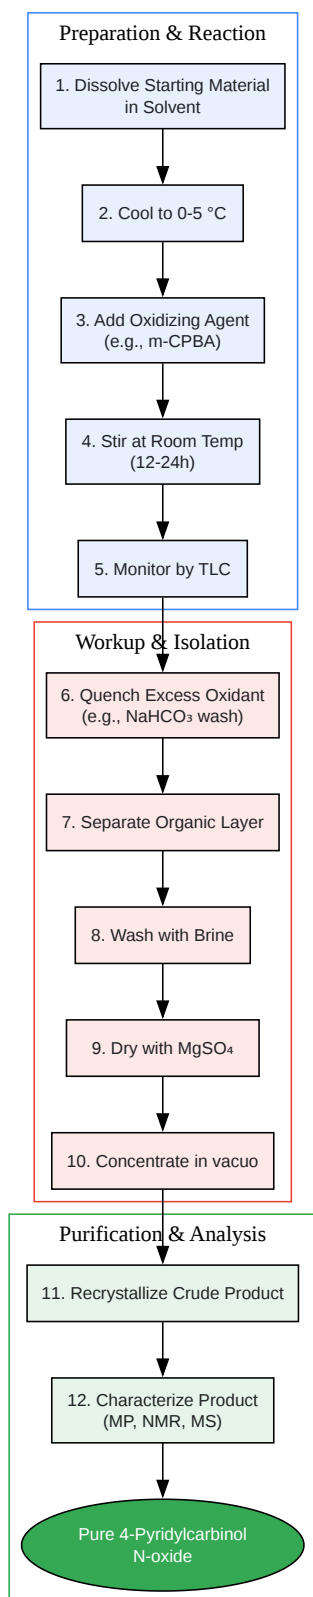 Preparation & Reaction
1. Dissolve Starting Material
in Solvent
2. Cool to 0-5 °C
3. Add Oxidizing Agent
(e.g., m-CPBA)
4. Stir at Room Temp
(12-24h)
5. Monitor by TLC
Workup & Isolation
6. Quench Excess Oxidant
(e.g., NaHCO₃ wash)
7. Separate Organic Layer
8. Wash with Brine
9. Dry with MgSO₄
10. Concentrate in vacuo
Purification & Analysis
11. Recrystallize Crude Product
12. Characterize Product
(MP, NMR, MS)
Pure 4-Pyridylcarbinol
N-oxide